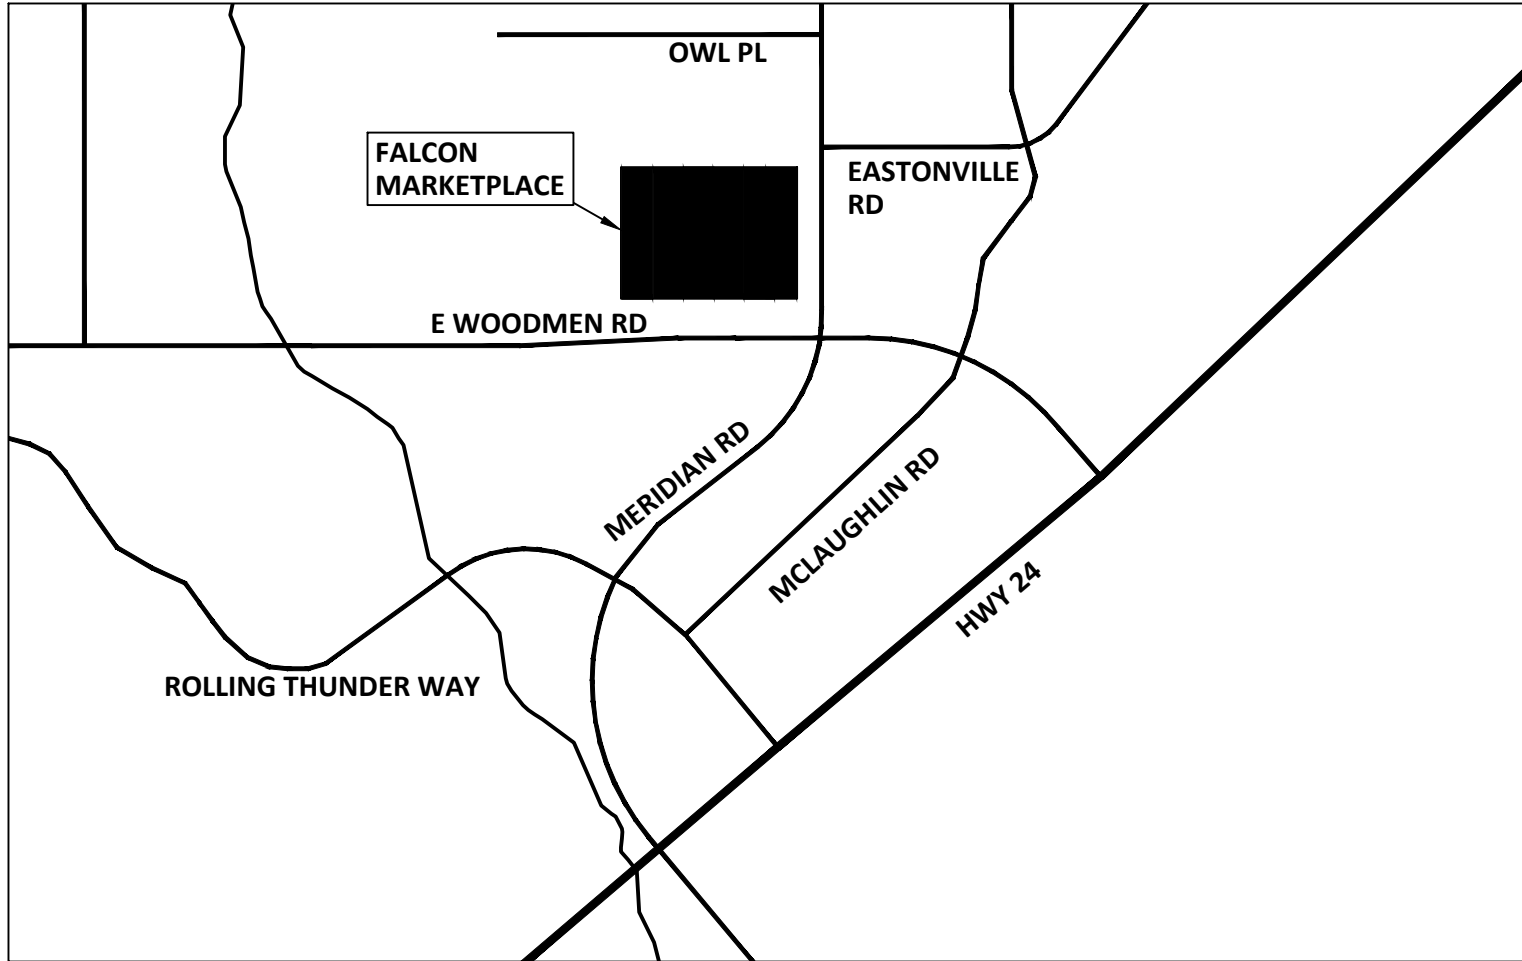 OWL PL
FALCON
MARKETPLACE
EASTONVILLE
RD
E WOODMEN RD
MERIDIAN RD
MCLAUGHLIN RD
HWY 24
ROLLING THUNDER WAY